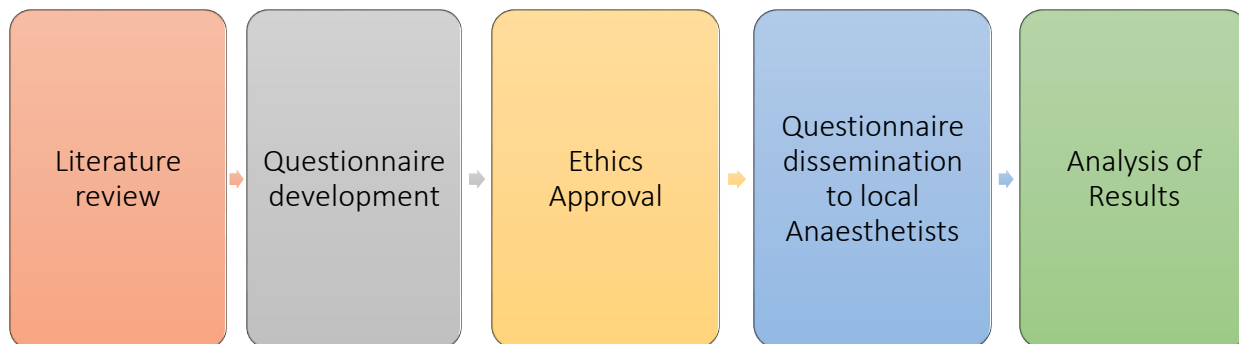 Literature
review
Questionnaire
development
Ethics
Approval
Questionnaire
dissemination
to local
Anaesthetists
Analysis of
Results